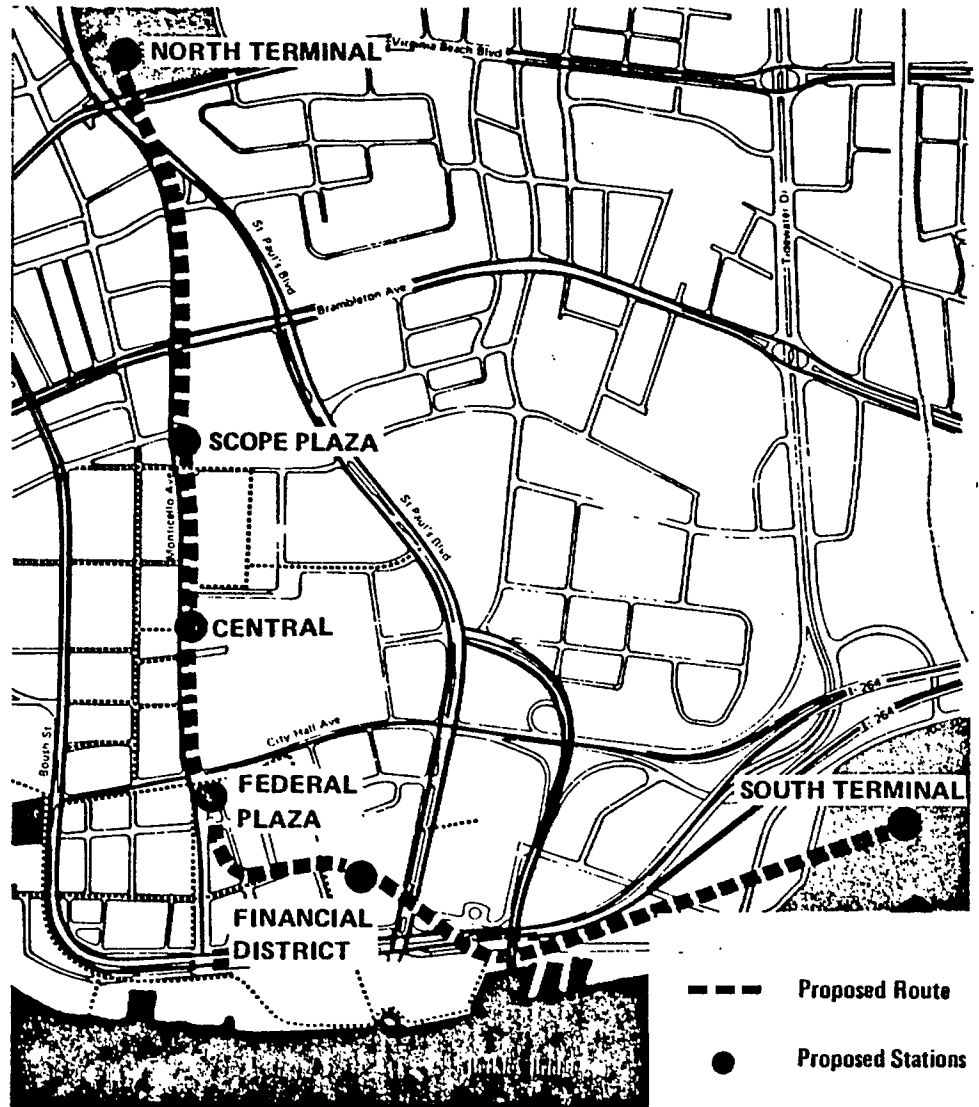 Virginia Beach Blvd
NORTH TERMINAL
St Paul's Blvd
Tidewater Dr
Brambleton Ave
SCOPE PLAZA
Monticello Ave
St Paul's Blvd
CENTRAL
I-264
I-264
City Hall Ave
Boush St
FEDERAL
PLAZA
SOUTH TERMINAL
FINANCIAL
DISTRICT
Proposed Route
Proposed Stations